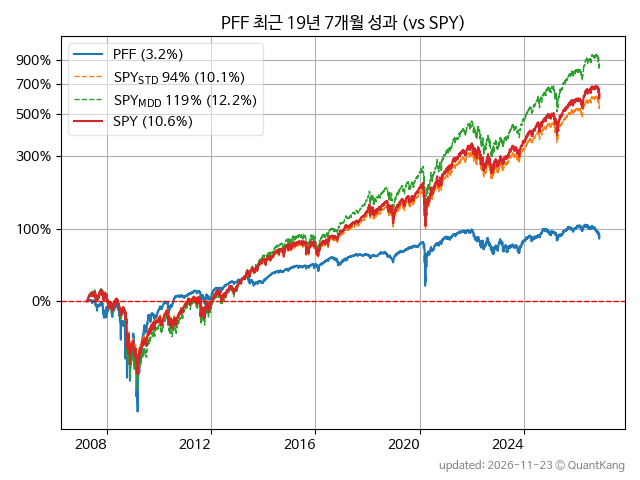 PFF 최근 19년 7개월 성과 (vs SPY)
PFF (3.2%)
SPY_STD 94% (10.1%)
SPY_MDD 119% (12.2%)
SPY (10.6%)
900%
700%
500%
300%
100%
0%
2008 2012 2016 2020 2024
updated: 2026-11-23 © QuantKang